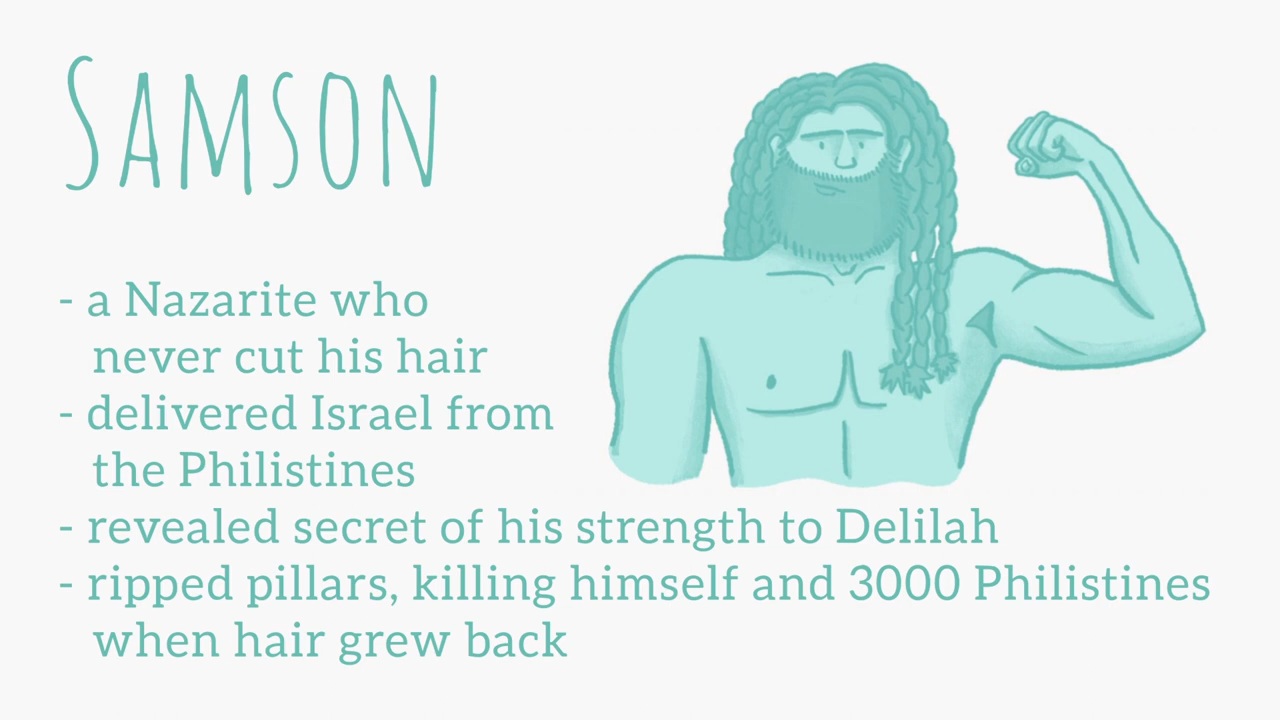 SAMSON
- a Nazarite who
never cut his hair
- delivered Israel from
the Philistines
- revealed secret of his strength to Delilah
- ripped pillars, killing himself and 3000 Philistines
when hair grew back